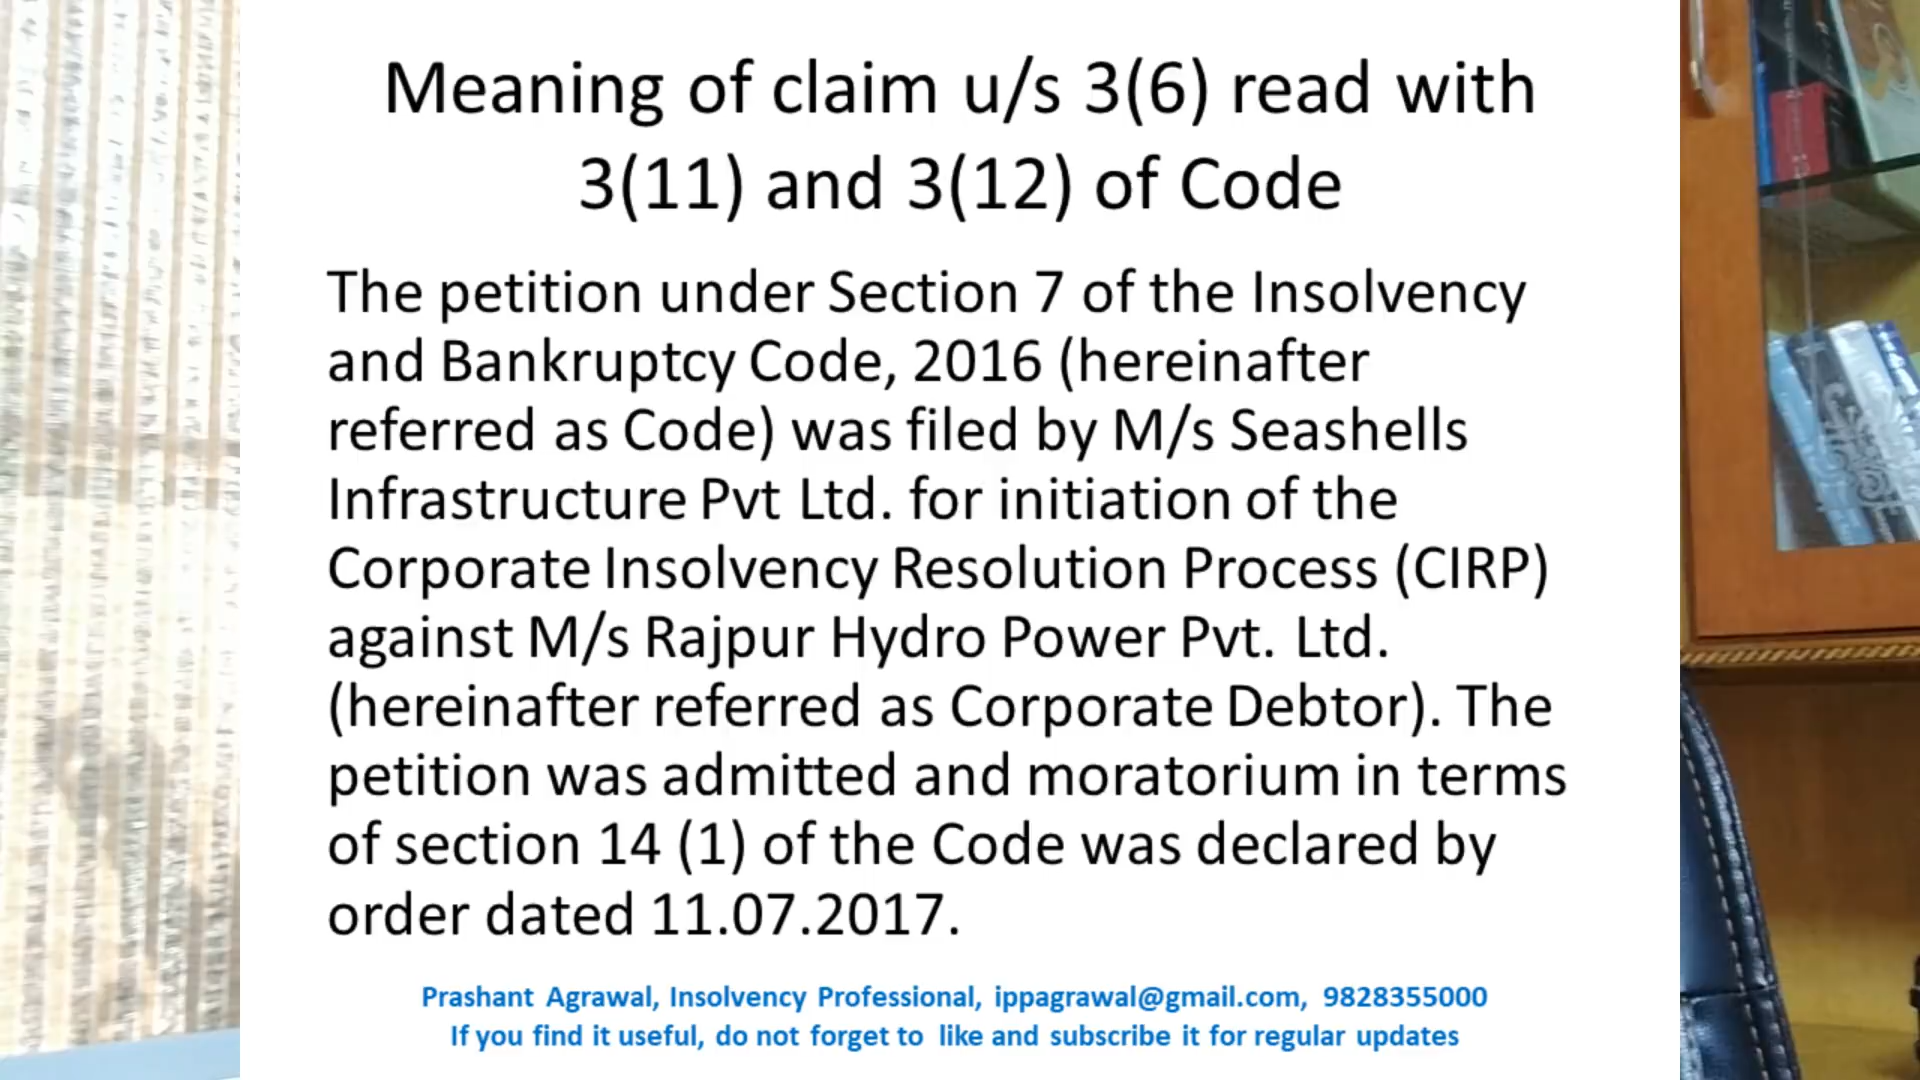 Meaning of claim u/s 3(6) read with
3(11) and 3(12) of Code
The petition under Section 7 of the Insolvency
and Bankruptcy Code, 2016 (hereinafter
referred as Code) was filed by M/s Seashells
Infrastructure Pvt Ltd. for initiation of the
Corporate Insolvency Resolution Process (CIRP)
against M/s Rajpur Hydro Power Pvt. Ltd.
(hereinafter referred as Corporate Debtor). The
petition was admitted and moratorium in terms
of section 14 (1) of the Code was declared by
order dated 11.07.2017.
Prashant Agrawal, Insolvency Professional, ippagrawal@gmail.com, 9828355000
If you find it useful, do not forget to like and subscribe it for regular updates